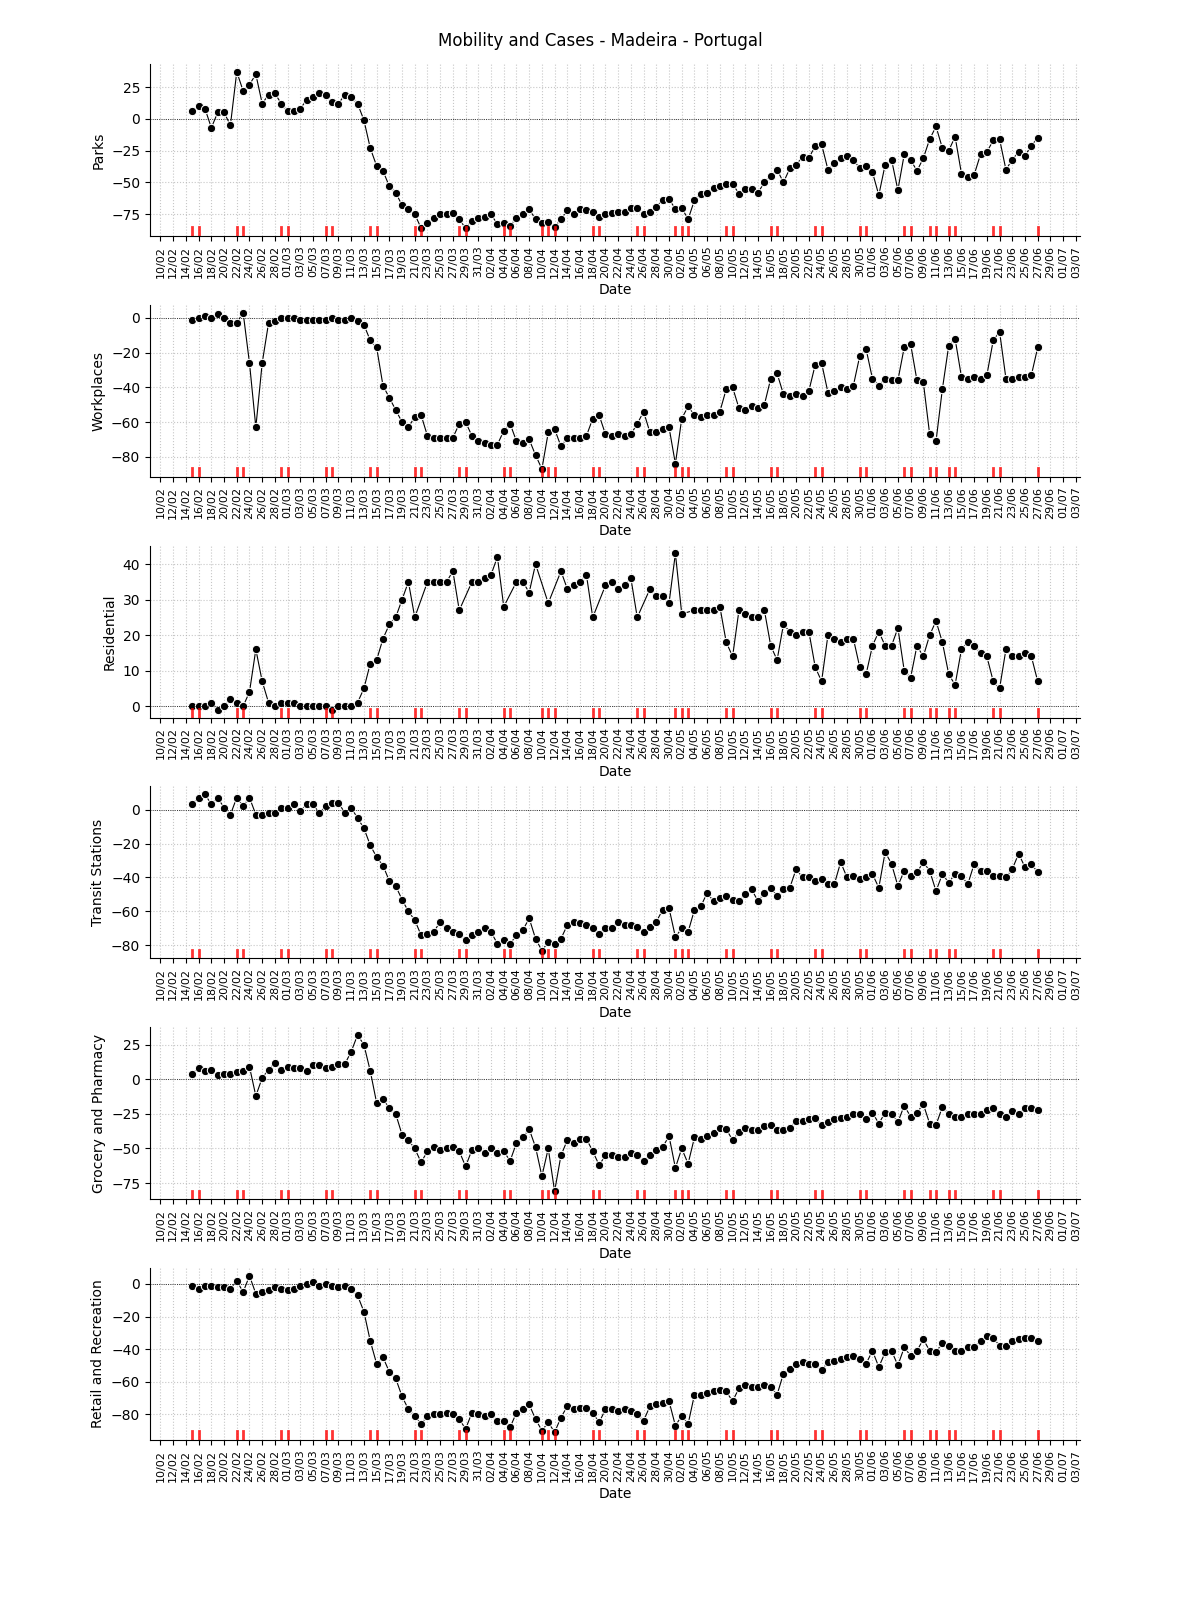 Mobility and Cases - Madeira - Portugal
25
0
−25
−50
−75
Parks
10/02 12/02 14/02 16/02 18/02 20/02 22/02 24/02 26/02 28/02 01/03 03/03 05/03 07/03 09/03 11/03 13/03 15/03 17/03 19/03 21/03 23/03 25/03 27/03 29/03 31/03 02/04 04/04 06/04 08/04 10/04 12/04 14/04 16/04 18/04 20/04 22/04 24/04 26/04 28/04 30/04 02/05 04/05 06/05 08/05 10/05 12/05 14/05 16/05 18/05 20/05 22/05 24/05 26/05 28/05 30/05 01/06 03/06 05/06 07/06 09/06 11/06 13/06 15/06 17/06 19/06 21/06 23/06 25/06 27/06 29/06 01/07 03/07
Date
0
−20
−40
−60
−80
Workplaces
10/02 12/02 14/02 16/02 18/02 20/02 22/02 24/02 26/02 28/02 01/03 03/03 05/03 07/03 09/03 11/03 13/03 15/03 17/03 19/03 21/03 23/03 25/03 27/03 29/03 31/03 02/04 04/04 06/04 08/04 10/04 12/04 14/04 16/04 18/04 20/04 22/04 24/04 26/04 28/04 30/04 02/05 04/05 06/05 08/05 10/05 12/05 14/05 16/05 18/05 20/05 22/05 24/05 26/05 28/05 30/05 01/06 03/06 05/06 07/06 09/06 11/06 13/06 15/06 17/06 19/06 21/06 23/06 25/06 27/06 29/06 01/07 03/07
Date
40
30
20
10
0
Residential
10/02 12/02 14/02 16/02 18/02 20/02 22/02 24/02 26/02 28/02 01/03 03/03 05/03 07/03 09/03 11/03 13/03 15/03 17/03 19/03 21/03 23/03 25/03 27/03 29/03 31/03 02/04 04/04 06/04 08/04 10/04 12/04 14/04 16/04 18/04 20/04 22/04 24/04 26/04 28/04 30/04 02/05 04/05 06/05 08/05 10/05 12/05 14/05 16/05 18/05 20/05 22/05 24/05 26/05 28/05 30/05 01/06 03/06 05/06 07/06 09/06 11/06 13/06 15/06 17/06 19/06 21/06 23/06 25/06 27/06 29/06 01/07 03/07
Date
0
−20
−40
−60
−80
Transit Stations
10/02 12/02 14/02 16/02 18/02 20/02 22/02 24/02 26/02 28/02 01/03 03/03 05/03 07/03 09/03 11/03 13/03 15/03 17/03 19/03 21/03 23/03 25/03 27/03 29/03 31/03 02/04 04/04 06/04 08/04 10/04 12/04 14/04 16/04 18/04 20/04 22/04 24/04 26/04 28/04 30/04 02/05 04/05 06/05 08/05 10/05 12/05 14/05 16/05 18/05 20/05 22/05 24/05 26/05 28/05 30/05 01/06 03/06 05/06 07/06 09/06 11/06 13/06 15/06 17/06 19/06 21/06 23/06 25/06 27/06 29/06 01/07 03/07
Date
25
0
−25
−50
−75
Grocery and Pharmacy
10/02 12/02 14/02 16/02 18/02 20/02 22/02 24/02 26/02 28/02 01/03 03/03 05/03 07/03 09/03 11/03 13/03 15/03 17/03 19/03 21/03 23/03 25/03 27/03 29/03 31/03 02/04 04/04 06/04 08/04 10/04 12/04 14/04 16/04 18/04 20/04 22/04 24/04 26/04 28/04 30/04 02/05 04/05 06/05 08/05 10/05 12/05 14/05 16/05 18/05 20/05 22/05 24/05 26/05 28/05 30/05 01/06 03/06 05/06 07/06 09/06 11/06 13/06 15/06 17/06 19/06 21/06 23/06 25/06 27/06 29/06 01/07 03/07
Date
0
−20
−40
−60
−80
Retail and Recreation
10/02 12/02 14/02 16/02 18/02 20/02 22/02 24/02 26/02 28/02 01/03 03/03 05/03 07/03 09/03 11/03 13/03 15/03 17/03 19/03 21/03 23/03 25/03 27/03 29/03 31/03 02/04 04/04 06/04 08/04 10/04 12/04 14/04 16/04 18/04 20/04 22/04 24/04 26/04 28/04 30/04 02/05 04/05 06/05 08/05 10/05 12/05 14/05 16/05 18/05 20/05 22/05 24/05 26/05 28/05 30/05 01/06 03/06 05/06 07/06 09/06 11/06 13/06 15/06 17/06 19/06 21/06 23/06 25/06 27/06 29/06 01/07 03/07
Date